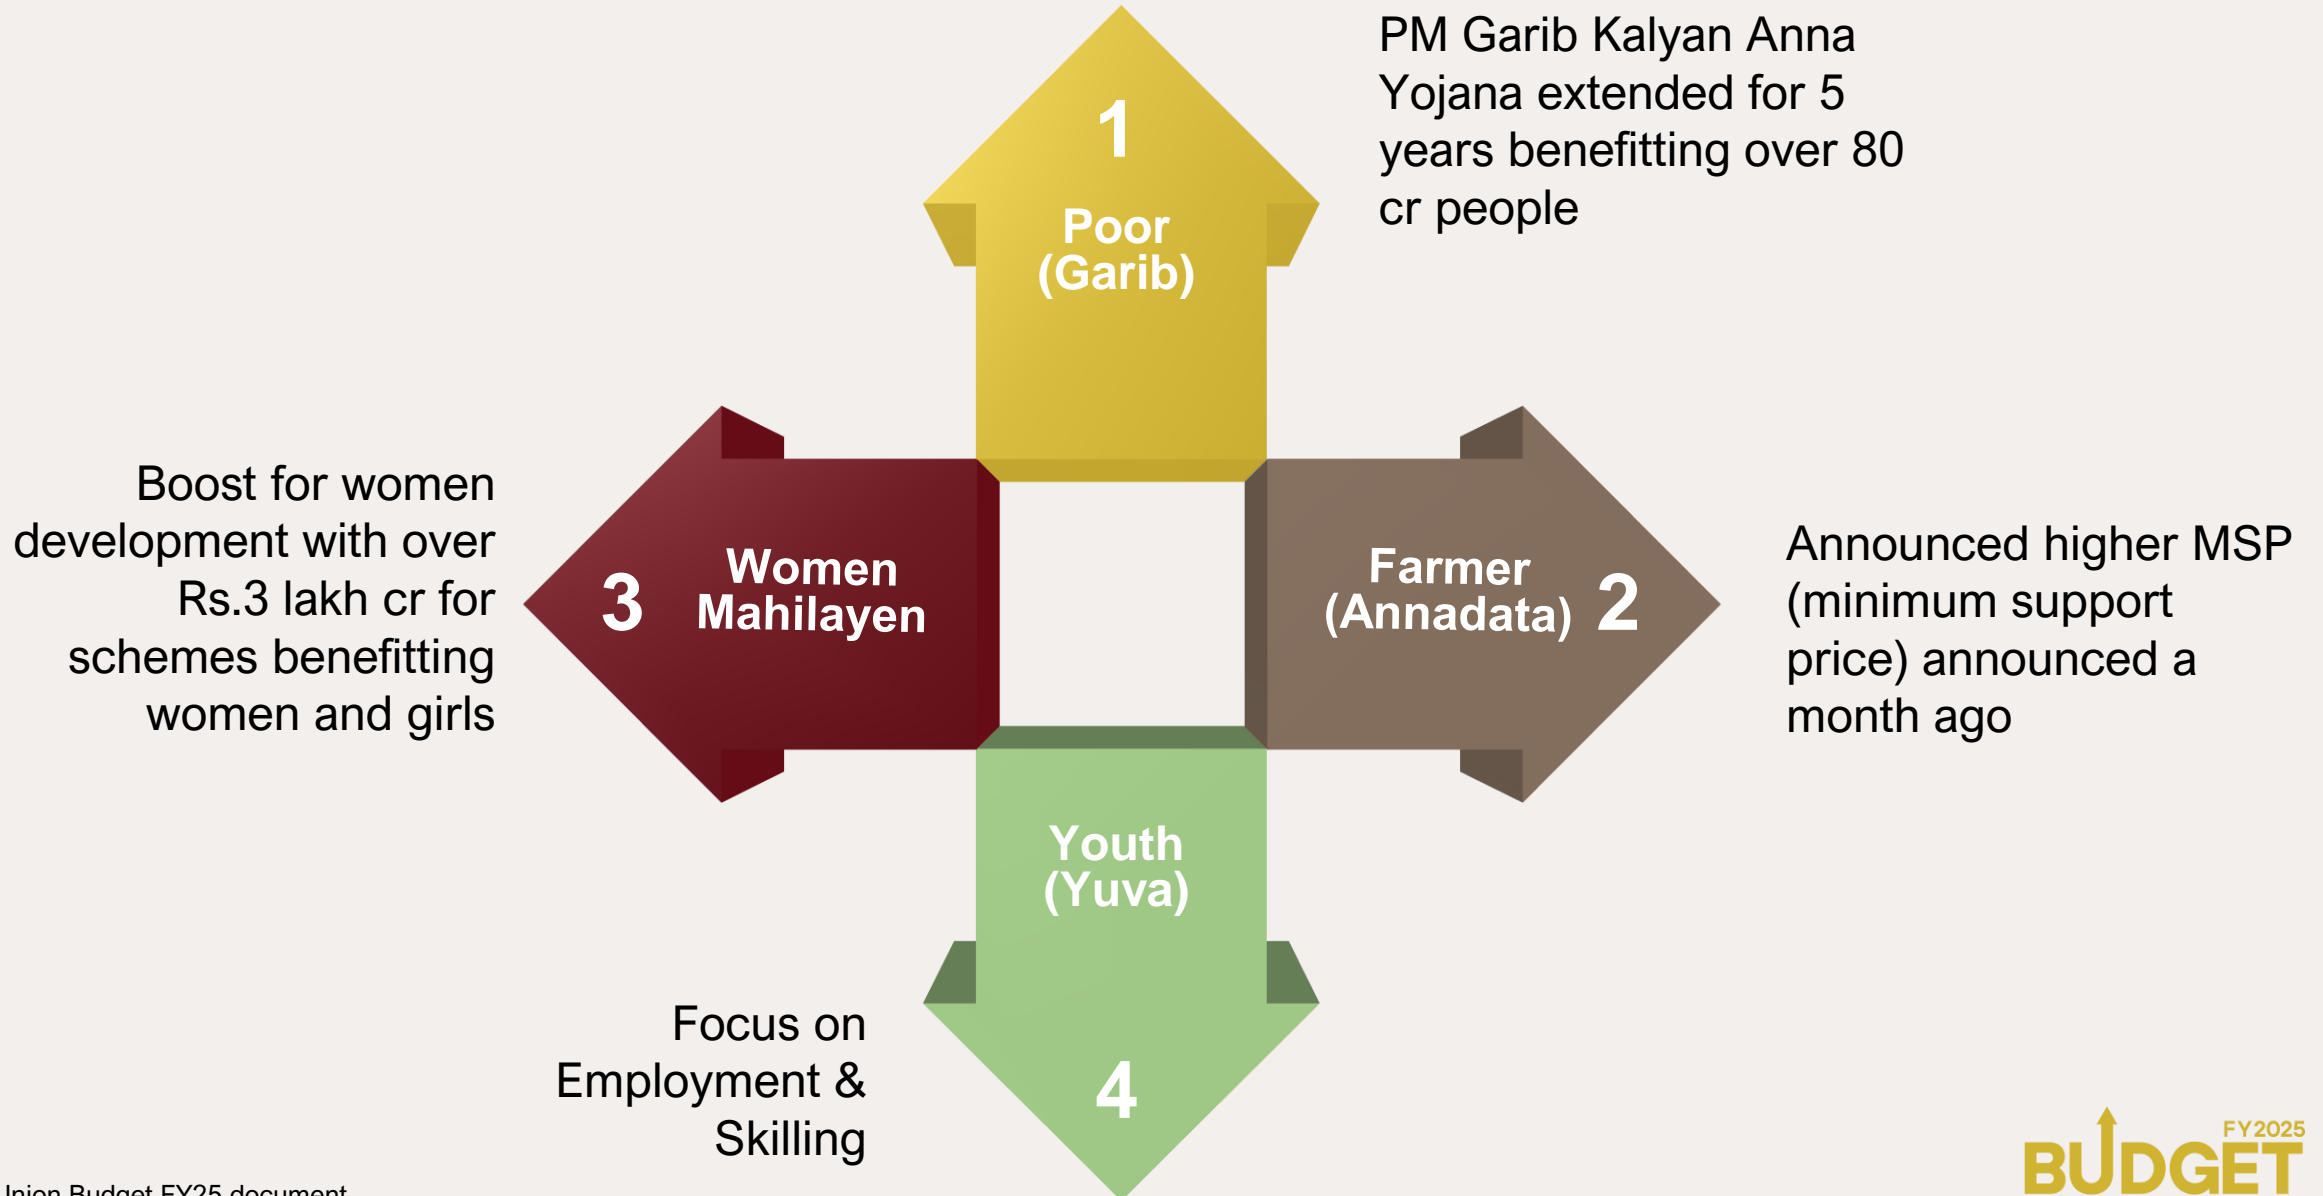 PM Garib Kalyan Anna
Yojana extended for 5
years benefitting over 80
cr people
1
Poor
(Garib)
Boost for women
development with over
Rs.3 lakh cr for
schemes benefitting
women and girls
3
Women
Mahilayen
Farmer
(Annadata)
2
Announced higher MSP
(minimum support
price) announced a
month ago
Youth
(Yuva)
4
Focus on
Employment &
Skilling
Budget FY25 document
FY2025
BUDGET